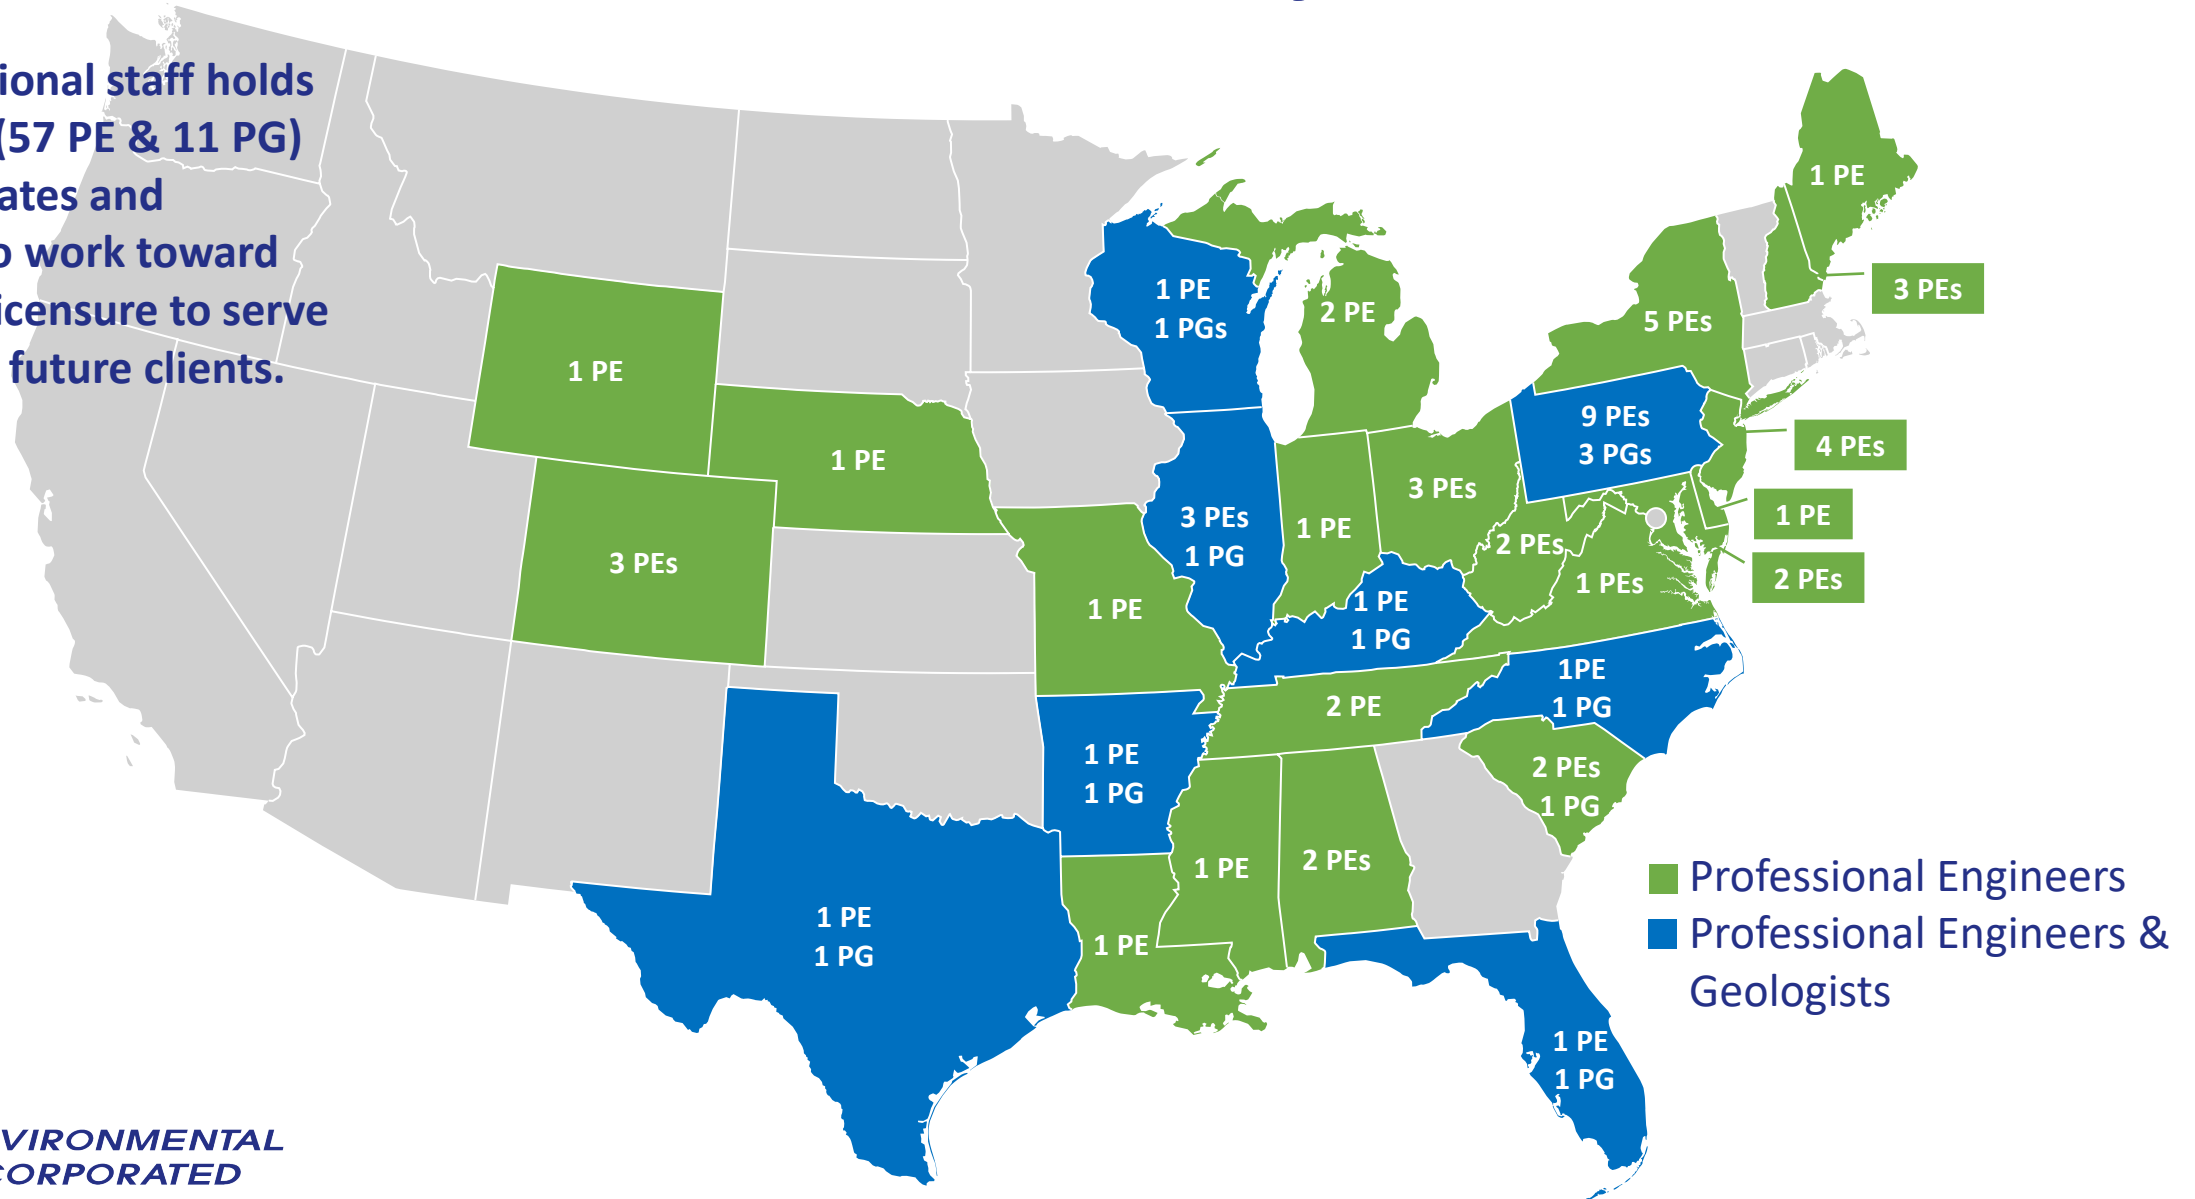 ional staff holds
(57 PE & 11 PG)
ates and
o work toward
icensure to serve
future clients.
1 PE
3 PEs
1 PE
1 PGs
2 PE
5 PEs
1 PE
9 PEs
3 PGs
4 PEs
1 PE
3 PEs
1 PE
3 PEs
1 PG
1 PE
2 PEs
1 PE
3 PEs
2 PEs
1 PEs
1 PE
1 PE
1 PG
1PE
1 PG
2 PE
1 PE
1 PG
2 PEs
1 PG
1 PE
2 PEs
1 PE
1 PG
1 PE
1 PE
1 PG
Professional Engineers
Professional Engineers &
Geologists
VIRONMENTAL
CORPORATED